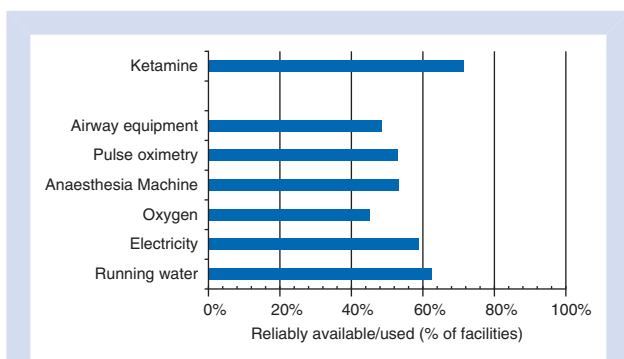 Ketamine
Airway equipment
Pulse oximetry
Anaesthesia Machine
Oxygen
Electricity
Running water
0% 20% 40% 60% 80% 100%
Reliably available/used (% of facilities)